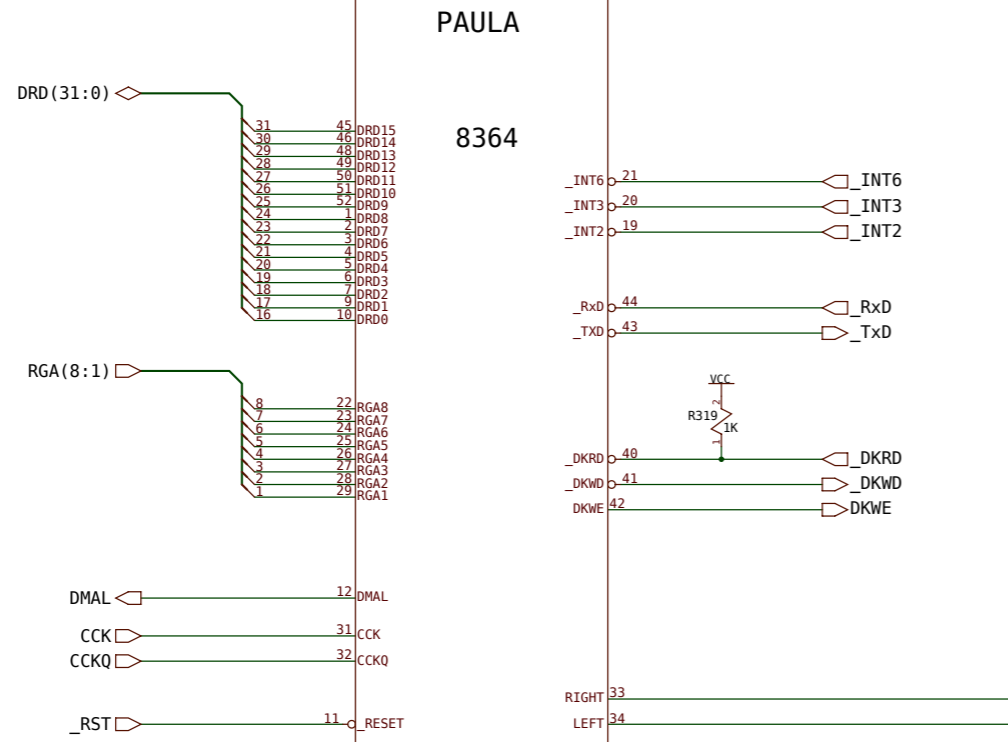 PAULA
8364
DRD(31:0)
31 45 DRD15
30 46 DRD14
29 48 DRD13
28 49 DRD12
27 50 DRD11
26 51 DRD10
25 52 DRD9
24 1 DRD8
23 2 DRD7
22 3 DRD6
21 4 DRD5
20 5 DRD4
19 6 DRD3
18 7 DRD2
17 9 DRD1
16 10 DRD0
RGA(8:1)
8 22 RGA8
7 23 RGA7
6 24 RGA6
5 25 RGA5
4 26 RGA4
3 27 RGA3
2 28 RGA2
1 29 RGA1
DMAL 12 DMAL
CCK 31 CCK
CCKQ 32 CCKQ
_RST 11 _RESET
_INT6 21 _INT6
_INT3 20 _INT3
_INT2 19 _INT2
_RxD 44 _RxD
_TXD 43 _TxD
VCC
2
R319
1K
1
_DKRD 40 _DKRD
_DKWD 41 _DKWD
DKWE 42 DKWE
RIGHT 33
LEFT 34